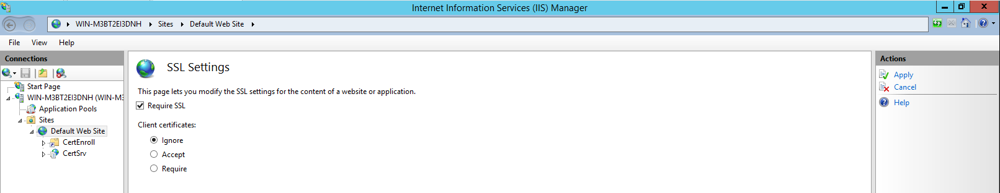 Internet Information Services (IIS) Manager
WIN-M3BT2EI3DNH Sites Default Web Site
File View Help
Connections
Start Page
WIN-M3BT2EI3DNH (WIN-M3
Application Pools
Sites
Default Web Site
CertEnroll
CertSrv
SSL Settings
This page lets you modify the SSL settings for the content of a website or application.
Require SSL
Client certificates:
Ignore
Accept
Require
Actions
Apply
Cancel
Help